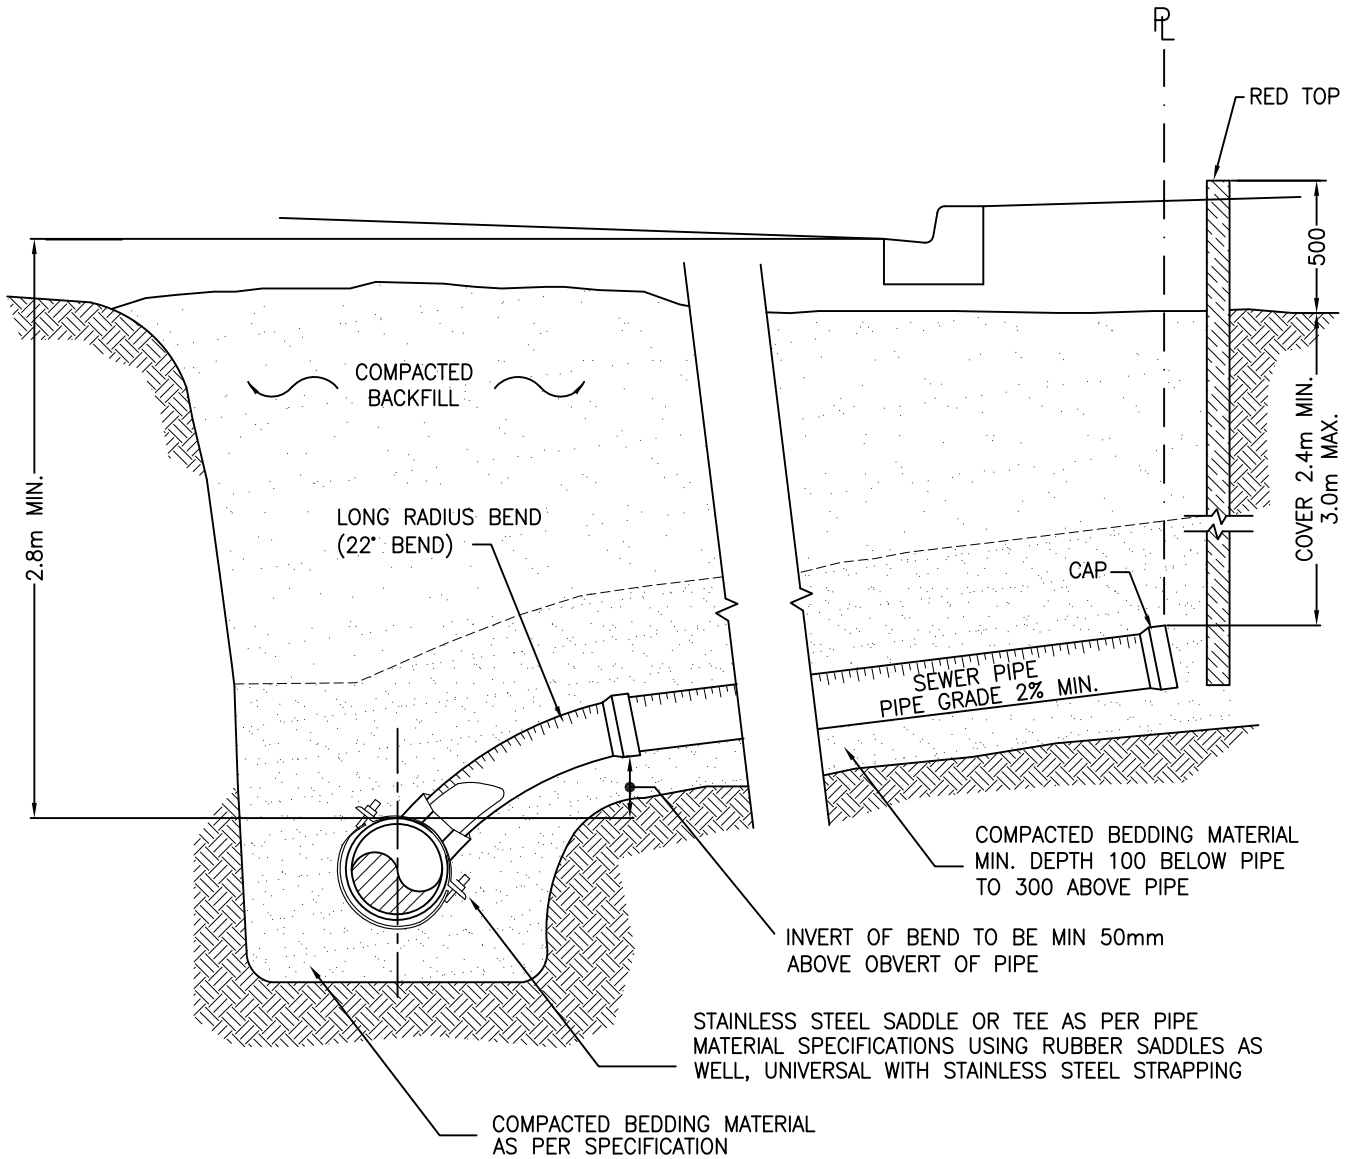 PL
RED TOP
500
COMPACTED
BACKFILL
2.8m MIN.
COVER 2.4m MIN.
3.0m MAX.
LONG RADIUS BEND
(22° BEND)
CAP
SEWER PIPE
PIPE GRADE 2% MIN.
COMPACTED BEDDING MATERIAL
MIN. DEPTH 100 BELOW PIPE
TO 300 ABOVE PIPE
INVERT OF BEND TO BE MIN 50mm
ABOVE OBVERT OF PIPE
STAINLESS STEEL SADDLE OR TEE AS PER PIPE
MATERIAL SPECIFICATIONS USING RUBBER SADDLES AS
WELL, UNIVERSAL WITH STAINLESS STEEL STRAPPING
COMPACTED BEDDING MATERIAL
AS PER SPECIFICATION